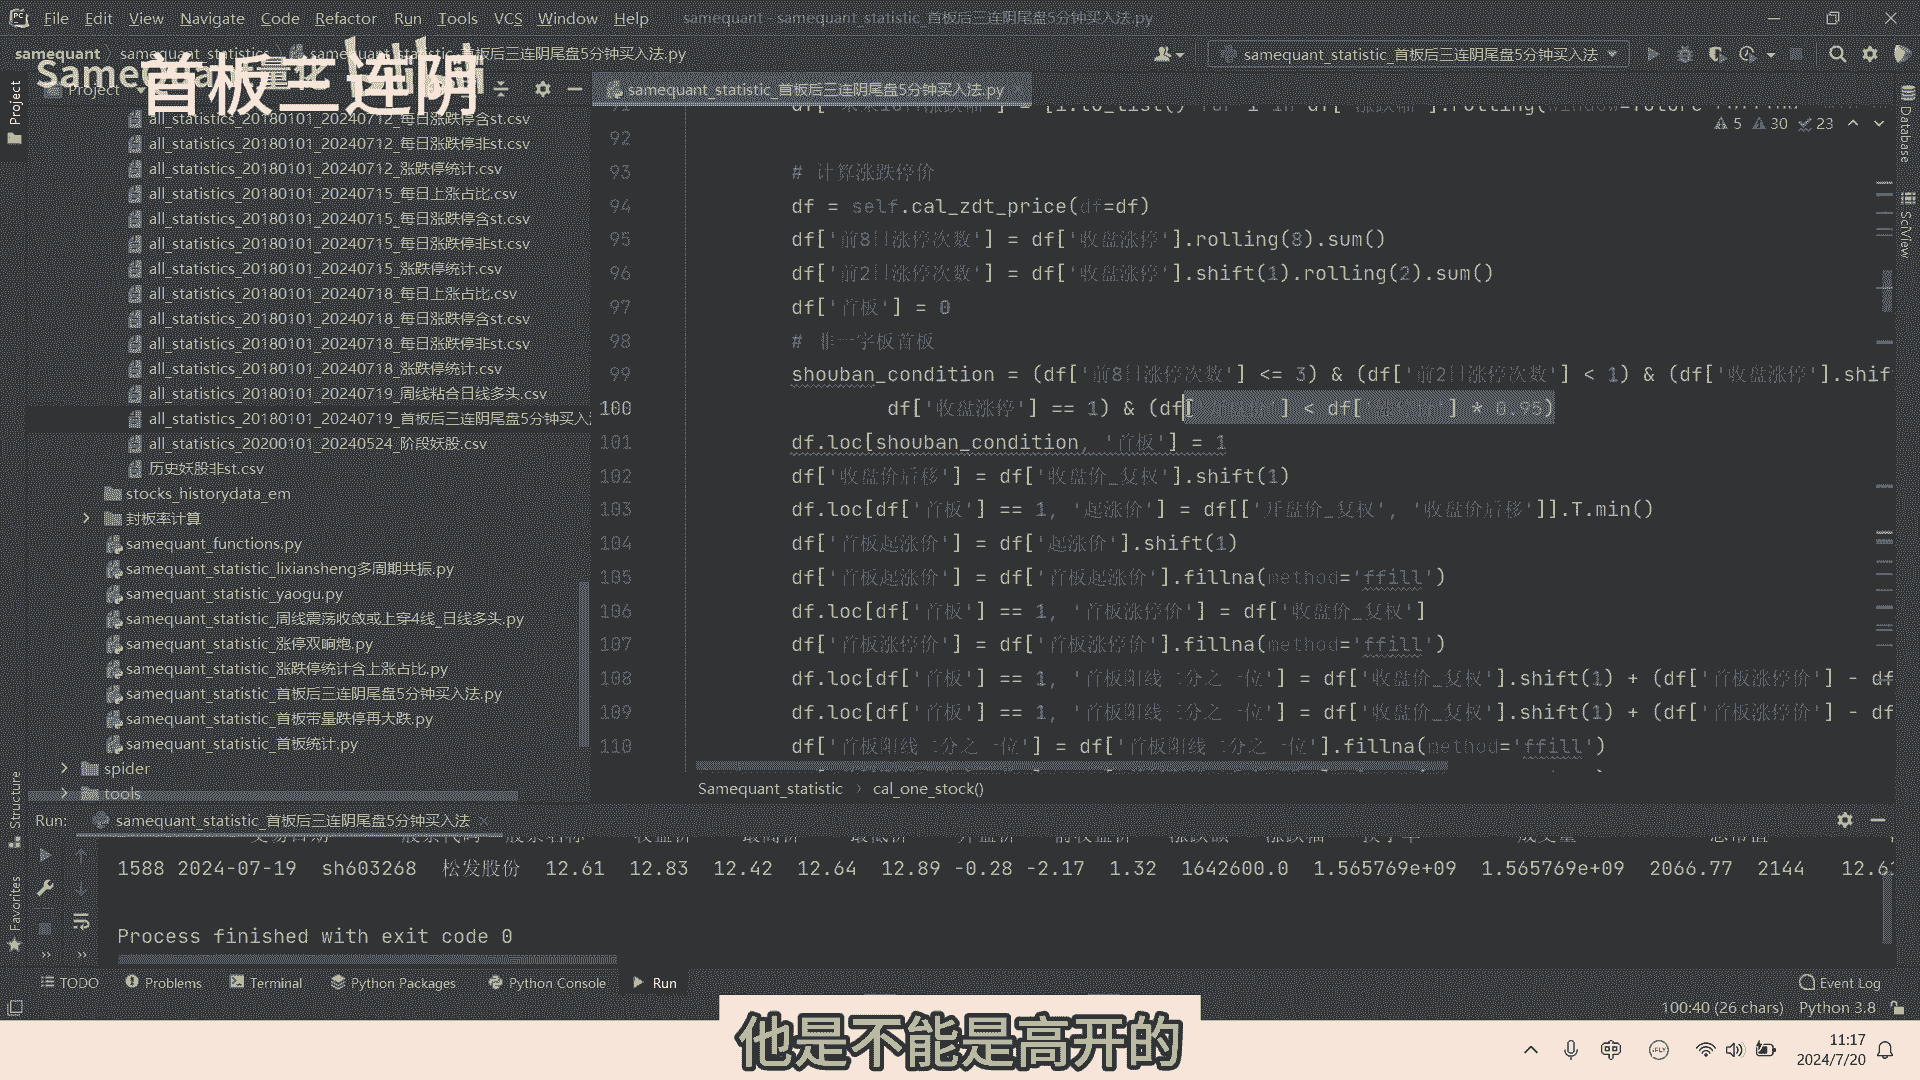 File Edit View Navigate Code Refactor Run Tools VCS Window Help
samequant - samequant_statistic_首板后三连阴尾盘5分钟买入法.py
samequant
samequant_statistics
首板三连阴
samequant_statistic_首板后三连阴尾盘5分钟买入法
Project
samequant_statistic_首板后三连阴尾盘5分钟买入法.py
5 30 23
all_statistics_20180101_20240712_每日涨跌停含st.csv
all_statistics_20180101_20240712_每日涨跌停非st.csv
all_statistics_20180101_20240712_涨跌停统计.csv
all_statistics_20180101_20240715_每日上涨占比.csv
all_statistics_20180101_20240715_每日涨跌停含st.csv
all_statistics_20180101_20240715_每日涨跌停非st.csv
all_statistics_20180101_20240715_涨跌停统计.csv
all_statistics_20180101_20240718_每日上涨占比.csv
all_statistics_20180101_20240718_每日涨跌停含st.csv
all_statistics_20180101_20240718_每日涨跌停非st.csv
all_statistics_20180101_20240718_涨跌停统计.csv
all_statistics_20180101_20240719_周线粘合日线多头.csv
all_statistics_20180101_20240719_首板后三连阴尾盘5分钟买入
all_statistics_20200101_20240524_阶段妖股.csv
历史妖股非st.csv
stocks_historydata_em
封板率计算
samequant_functions.py
samequant_statistic_lixiansheng多周期共振.py
samequant_statistic_yaogu.py
samequant_statistic_周线震荡收敛或上穿4线_日线多头.py
samequant_statistic_涨停双响炮.py
samequant_statistic_涨跌停统计含上涨占比.py
samequant_statistic_首板后三连阴尾盘5分钟买入法.py
samequant_statistic_首板带量跌停再大跌.py
samequant_statistic_首板统计.py
spider
tools
92
93 # 计算涨跌停价
94 df = self.cal_zdt_price(df=df)
95 df['前8日涨停次数'] = df['收盘涨停'].rolling(8).sum()
96 df['前2日涨停次数'] = df['收盘涨停'].shift(1).rolling(2).sum()
97 df['首板'] = 0
98 # 非一字板首板
99 shouban_condition = (df['前8日涨停次数'] <= 3) & (df['前2日涨停次数'] < 1) & (df['收盘涨停'].shif
100 df['收盘涨停'] == 1) & (df['开盘价'] < df['涨停价'] * 0.95)
101 df.loc[shouban_condition, '首板'] = 1
102 df['收盘价后移'] = df['收盘价_复权'].shift(1)
103 df.loc[df['首板'] == 1, '起涨价'] = df[['开盘价_复权', '收盘价后移']].T.min()
104 df['首板起涨价'] = df['起涨价'].shift(1)
105 df['首板起涨价'] = df['首板起涨价'].fillna(method='ffill')
106 df.loc[df['首板'] == 1, '首板涨停价'] = df['收盘价_复权']
107 df['首板涨停价'] = df['首板涨停价'].fillna(method='ffill')
108 df.loc[df['首板'] == 1, '首板阳线 分之一位'] = df['收盘价_复权'].shift(1) + (df['首板涨停价'] - df
109 df.loc[df['首板'] == 1, '首板阳线 分之一位'] = df['收盘价_复权'].shift(1) + (df['首板涨停价'] - df
110 df['首板阳线 分之一位'] = df['首板阳线 分之一位'].fillna(method='ffill')
Samequant_statistic › cal_one_stock()
Database
SciView
Structure
Favorites
Project
Run: samequant_statistic_首板后三连阴尾盘5分钟买入法
1588 2024-07-19 sh603268 松发股份 12.61 12.83 12.42 12.64 12.89 -0.28 -2.17 1.32 1642600.0 1.565769e+09 1.565769e+09 2066.77 2144 12.6
Process finished with exit code 0
TODO Problems Terminal Python Packages Python Console Run Event Log
100:40 (26 chars) Python 3.8
他是不能是高开的
11:17
2024/7/20